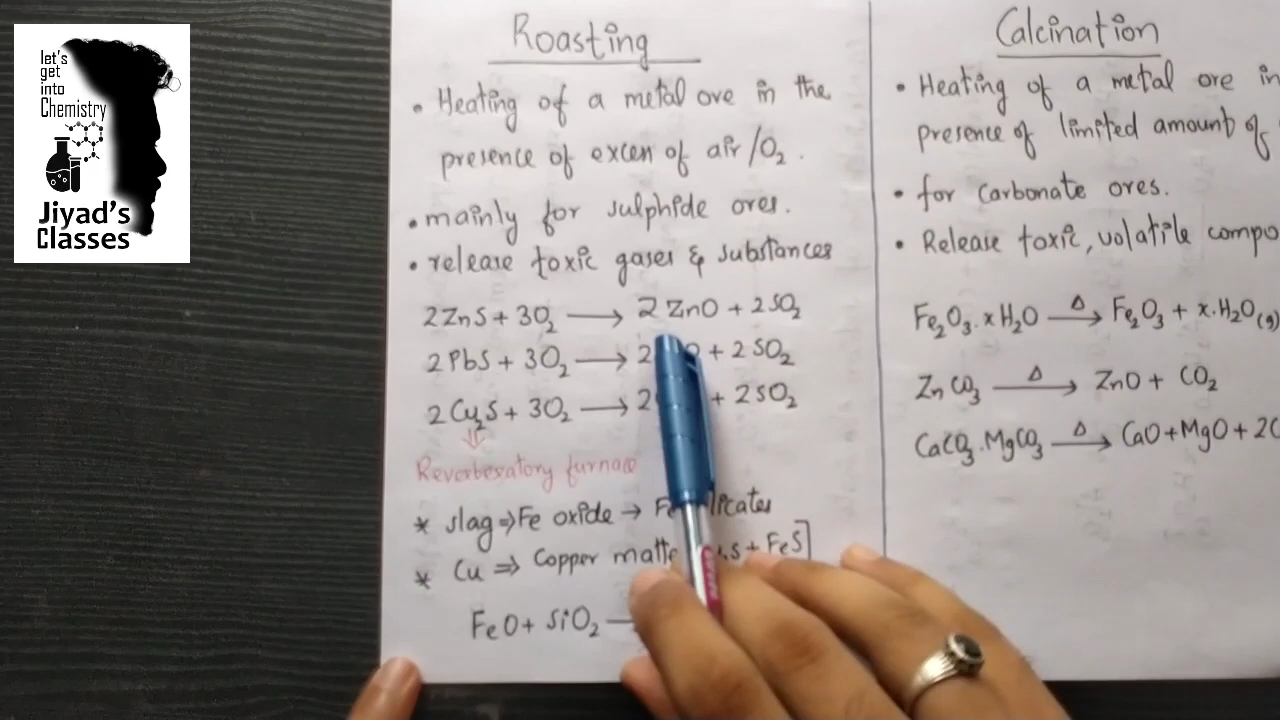 let's
get
into
Chemistry
Jiyad's
Classes
Roasting
• Heating of a metal ore in the
presence of excen of air/O₂.
• mainly for sulphide ores.
• release toxic gases & substances
2ZnS + 3O₂ → 2ZnO + 2SO₂
2PbS + 3O₂ → 2 + 2SO₂
2Cu₂S + 3O₂ → 2 + 2SO₂
Reverberatory furnace
* slag ⇒ Fe oxide → Fe
* Cu ⇒ Copper matte + FeS]
FeO + SiO₂
Calcination
• Heating of a metal ore in
presence of limited amount of
• for carbonate ores.
• Release toxic, volatile
Fe₂O₃.xH₂O Δ→ Fe₂O₃ + x.H₂O(g)
ZnCO₃ Δ→ ZnO + CO₂
CaCO₃.MgCO₃ Δ→ CaO + MgO + 2C